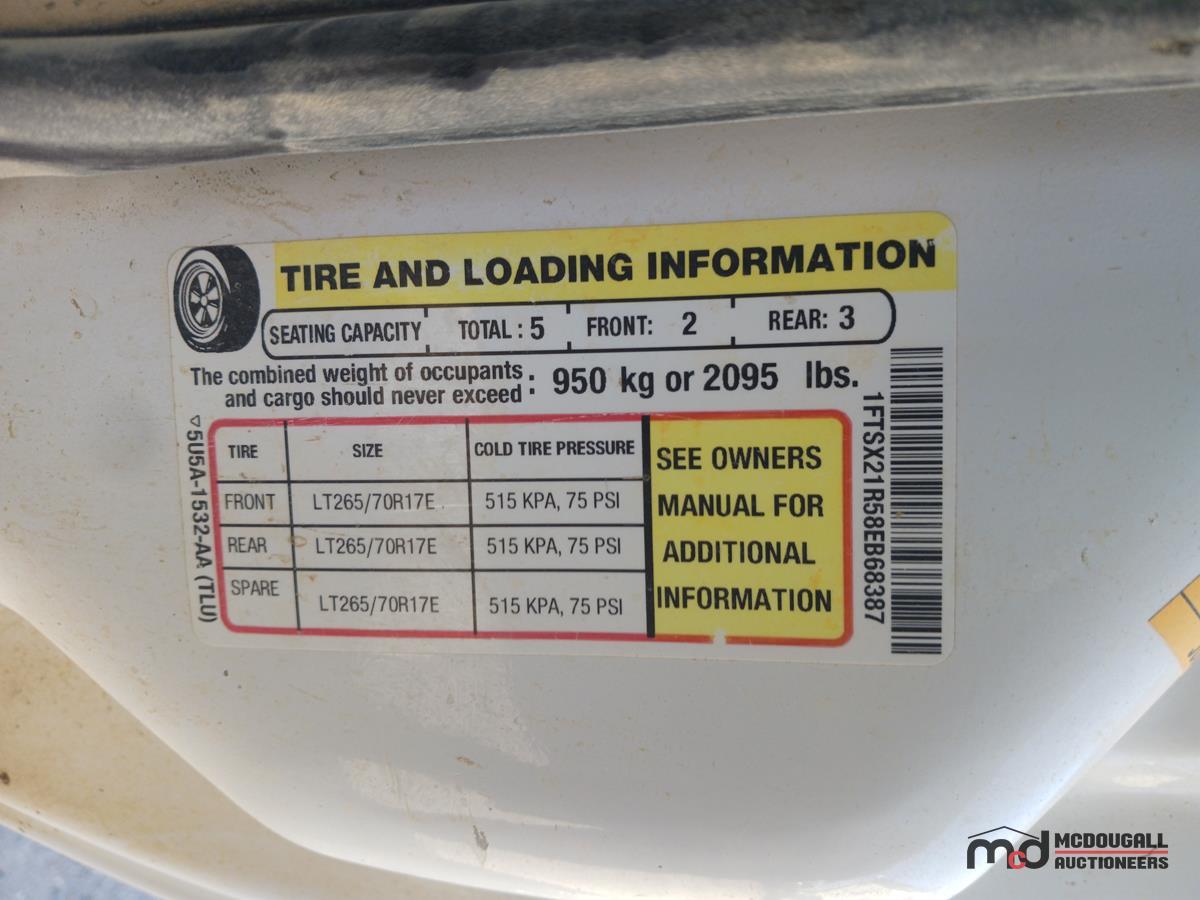 TIRE AND LOADING INFORMATION
SEATING CAPACITY TOTAL : 5 FRONT: 2 REAR: 3
The combined weight of occupants
and cargo should never exceed : 950 kg or 2095 lbs.
TIRE SIZE COLD TIRE PRESSURE
FRONT LT265/70R17E 515 KPA, 75 PSI
REAR LT265/70R17E 515 KPA, 75 PSI
SPARE LT265/70R17E 515 KPA, 75 PSI
SEE OWNERS
MANUAL FOR
ADDITIONAL
INFORMATION
5U5A-1532-AA (TLU)
1FTSX21R58EB68387
mcd MCDOUGALL
AUCTIONEERS